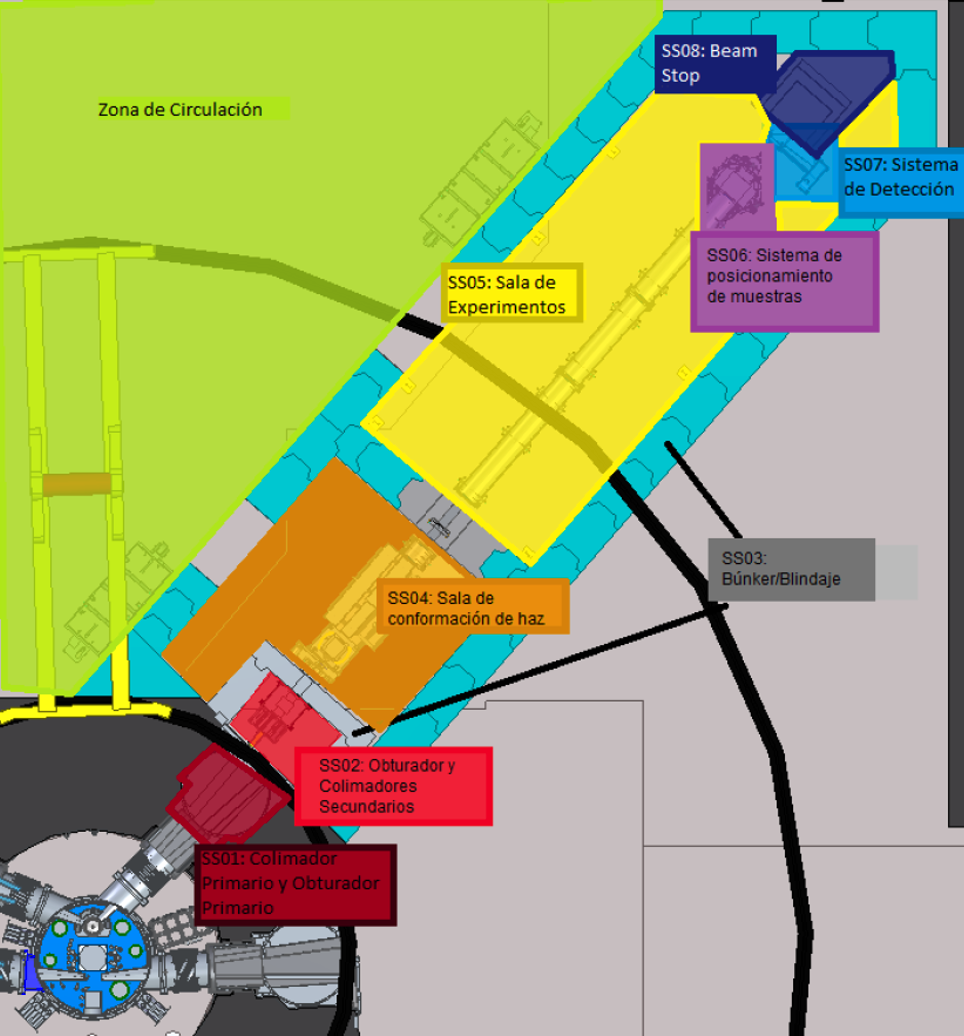 SS08: Beam
Stop
Zona de Circulación
SS07: Sistema
de Detección
SS06: Sistema de
posicionamiento
de muestras
SS05: Sala de
Experimentos
SS03:
Búnker/Blindaje
SS04: Sala de
conformación de haz
SS02: Obturador y
Colimadores
Secundarios
SS01: Colimador
Primario y Obturador
Primario